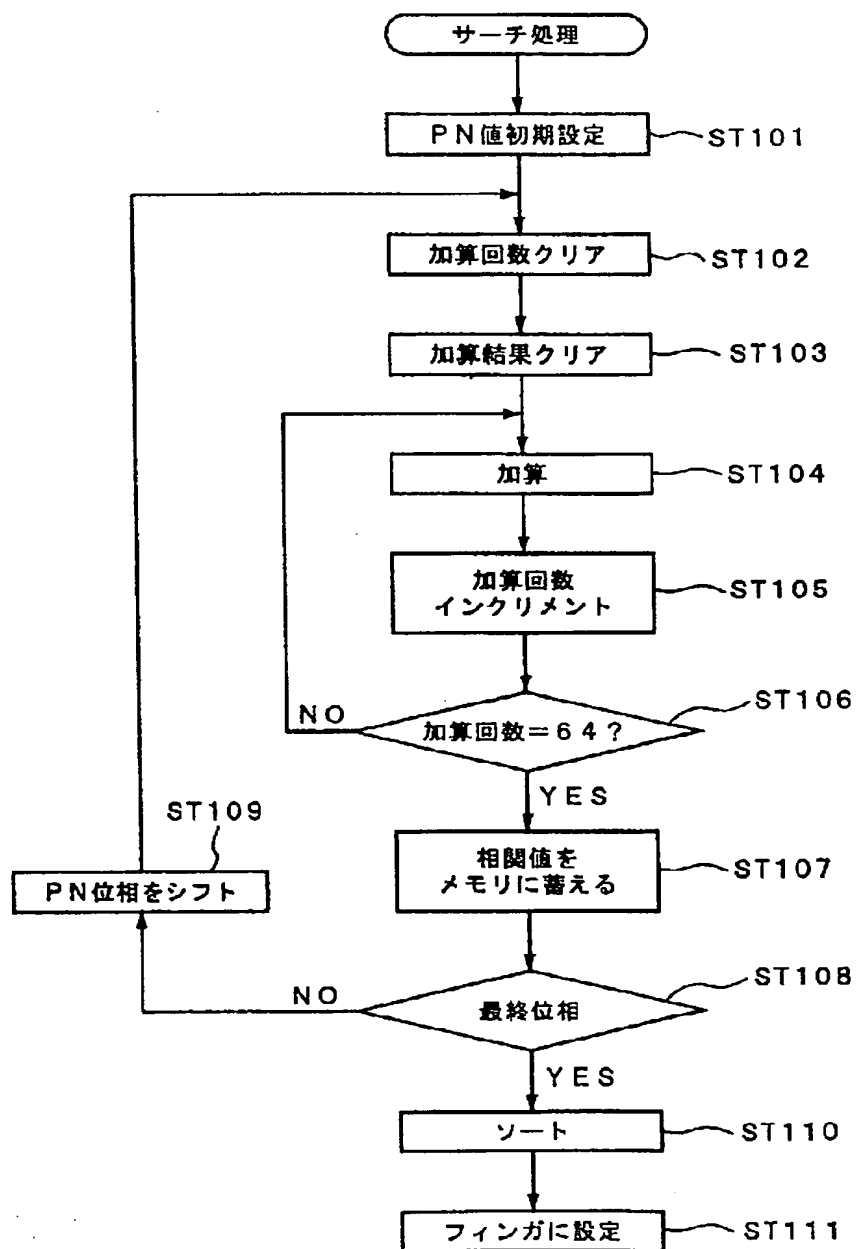 サーチ処理
PN値初期設定
ST101
加算回数クリア
ST102
加算結果クリア
ST103
加算
ST104
加算回数
インクリメント
ST105
加算回数=64?
ST106
NO
YES
ST109
相関値を
メモリに蓄える
ST107
PN位相をシフト
最終位相
ST108
NO
YES
ソート
ST110
フィンガに設定
ST111